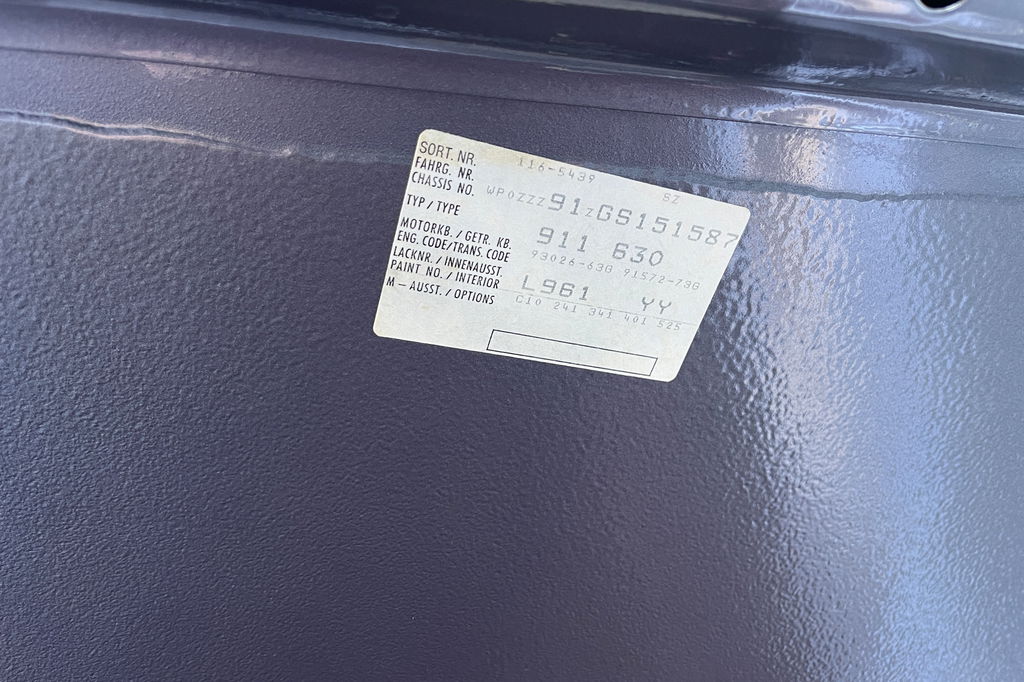 SORT. NR. 116-5439 SZ
FAHRG. NR.
CHASSIS NO. WP0ZZZ91ZGS151587
TYP / TYPE 911 630
MOTORKB. / GETR. KB.
ENG. CODE/TRANS. CODE 93026-63G 91572-73G
LACKNR. / INNENAUSST.
PAINT NO. / INTERIOR L961 YY
M – AUSST. / OPTIONS C10 241 341 401 525